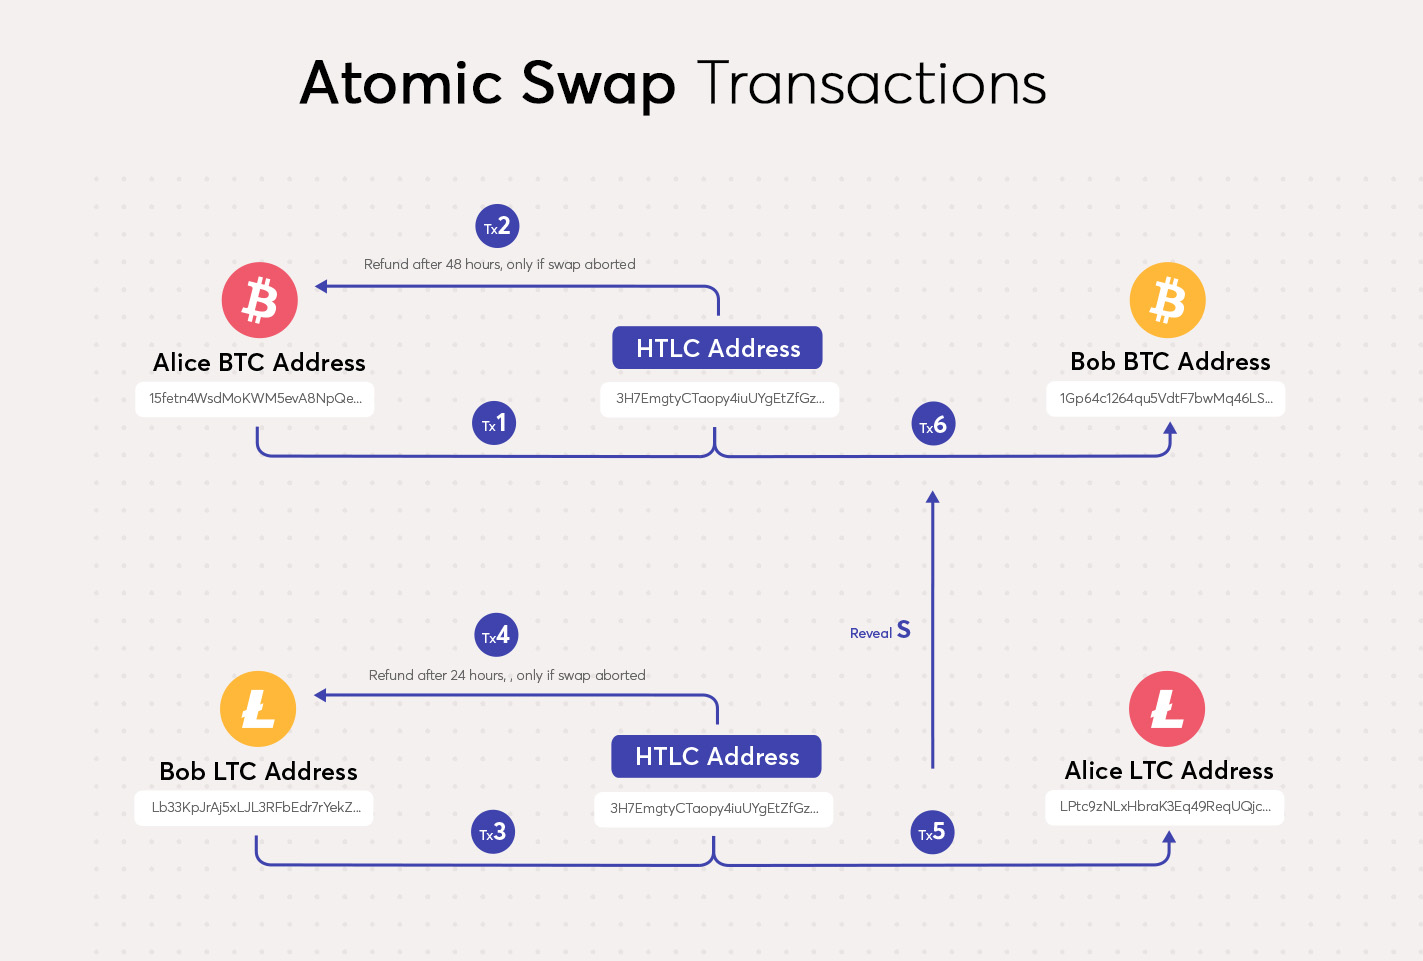 Atomic Swap Transactions
Tx2
Refund after 48 hours, only if swap aborted
HTLC Address
Alice BTC Address
Bob BTC Address
15fetn4WsdMoKWM5evA8NpQe...
3H7EmgtyCTaopy4iuUYgEtZfGz...
1Gp64c1264qu5VdtF7bwMq46LS...
Tx1
Tx6
Reveal S
Tx4
Refund after 24 hours, , only if swap aborted
HTLC Address
Bob LTC Address
Alice LTC Address
Lb33KpJrAj5xLJL3RFbEdr7rYekZ...
3H7EmgtyCTaopy4iuUYgEtZfGz...
LPtc9zNLxHbraK3Eq49ReqUQjc...
Tx3
Tx5